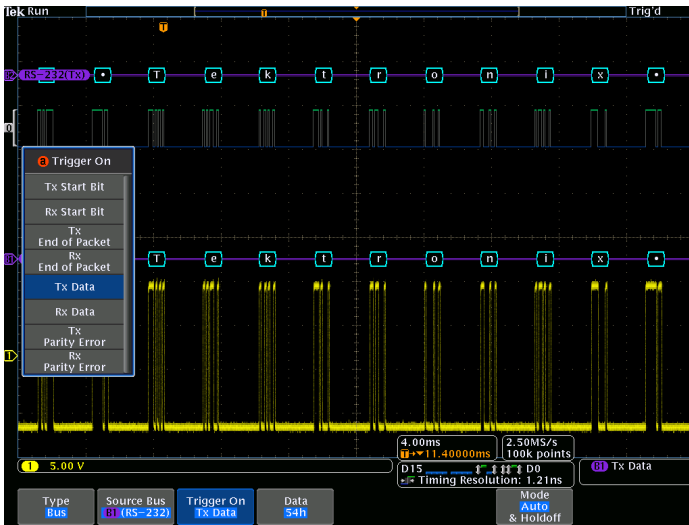 Tek Run Trig'd
T
T
B2 RS-232(Tx) • T e k t r o n i x •
D
a Trigger On
Tx Start Bit
Rx Start Bit
Tx
End of Packet
Rx
End of Packet
Tx Data
Rx Data
Tx
Parity Error
Rx
Parity Error
B1 T e k t r o n i x •
1
4.00ms
T→▼11.40000ms
2.50MS/s
100k points
1 5.00 V
D15 D0
Timing Resolution: 1.21ns
B1 Tx Data
Type
Bus
Source Bus
B1 (RS-232)
Trigger On
Tx Data
Data
54h
Mode
Auto
& Holdoff